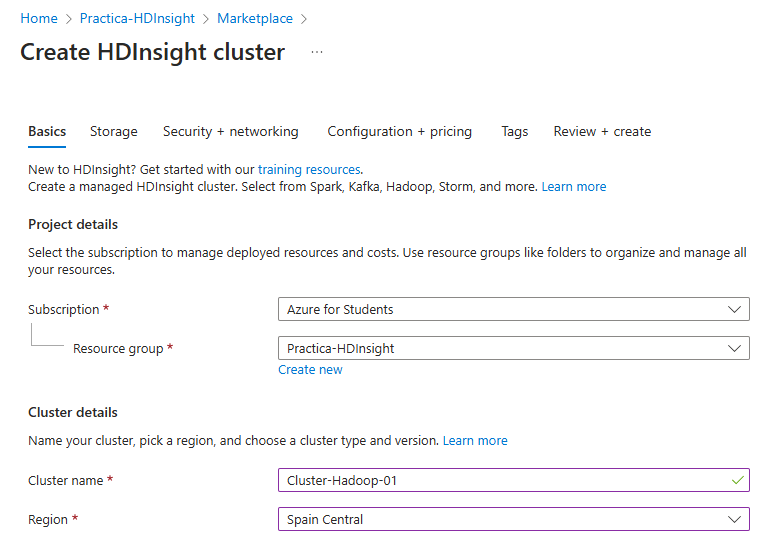 Home > Practica-HDInsight > Marketplace >
Create HDInsight cluster ...
Basics Storage Security + networking Configuration + pricing Tags Review + create
New to HDInsight? Get started with our training resources.
Create a managed HDInsight cluster. Select from Spark, Kafka, Hadoop, Storm, and more. Learn more
Project details
Select the subscription to manage deployed resources and costs. Use resource groups like folders to organize and manage all
your resources.
Subscription * Azure for Students
Resource group * Practica-HDInsight
Create new
Cluster details
Name your cluster, pick a region, and choose a cluster type and version. Learn more
Cluster name * Cluster-Hadoop-01
Region * Spain Central